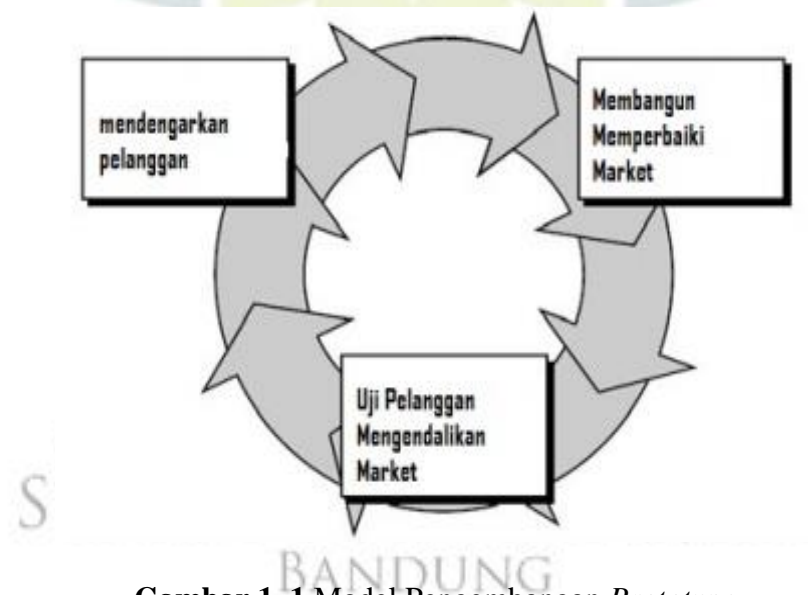 mendengarkan
pelanggan
Membangun
Memperbaiki
Market
Uji Pelanggan
Mengendalikan
Market
S
BANDUNG
Gambar 1. 1 Model Pengembangan Prototype